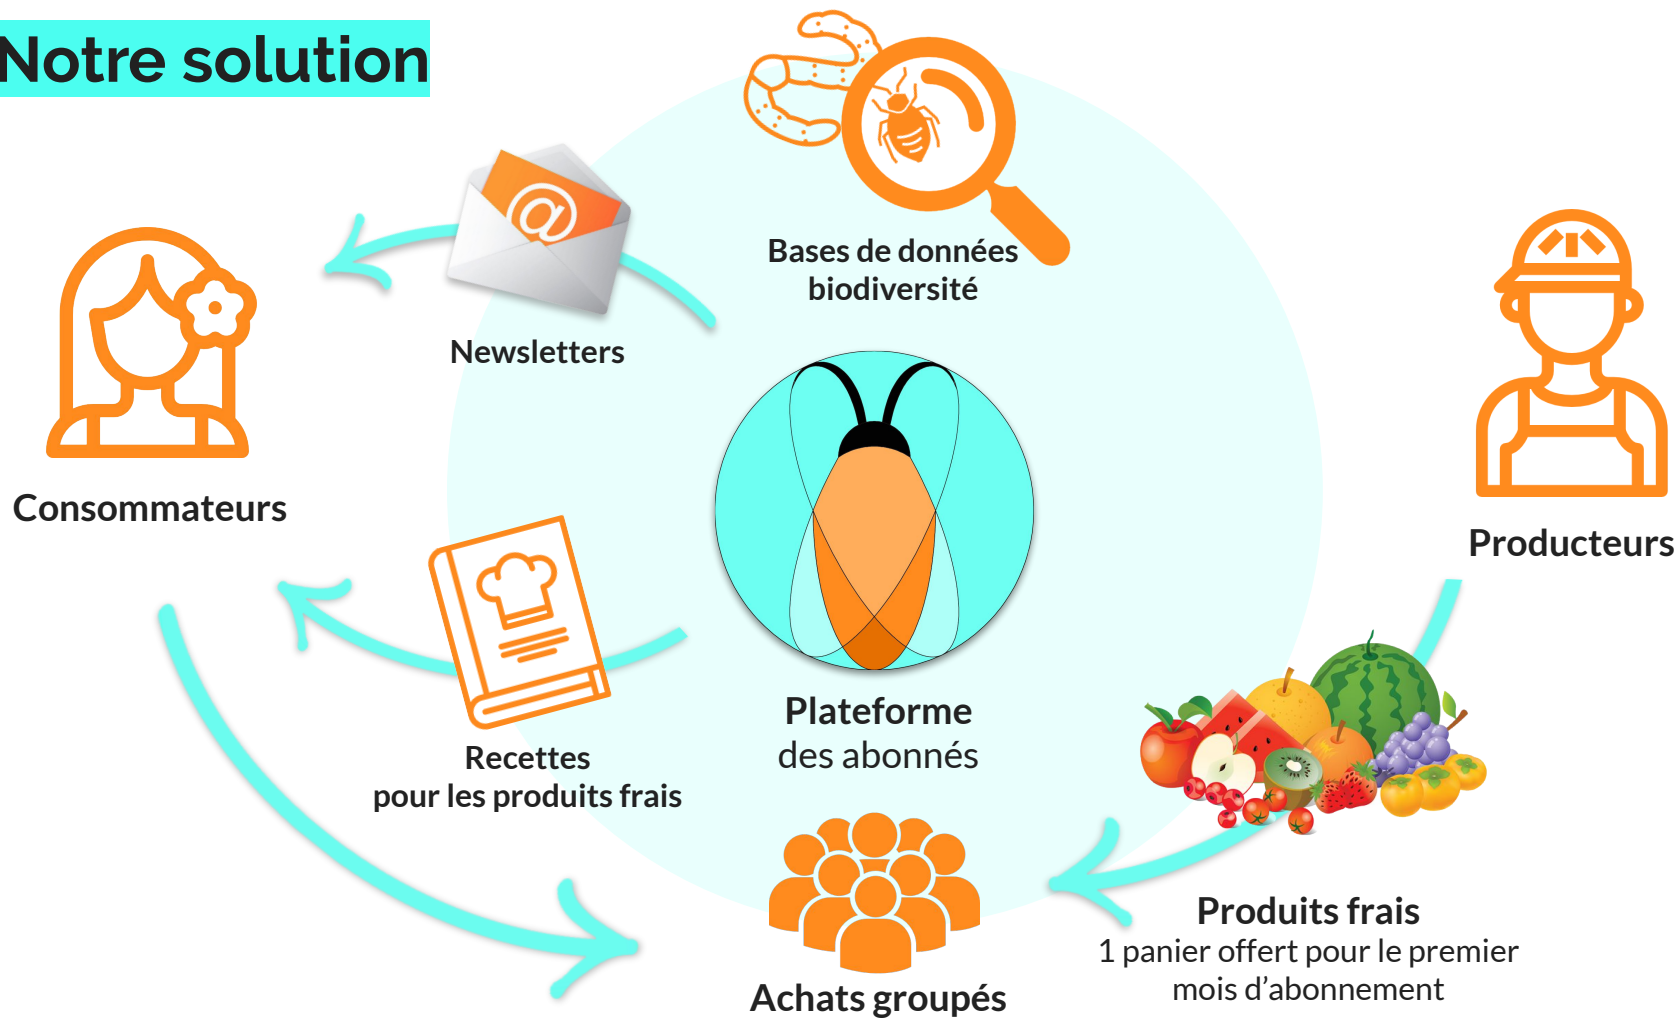 Notre solution
@
Bases de données
biodiversité
Newsletters
Consommateurs
Producteurs
Plateforme
des abonnés
Recettes
pour les produits frais
Produits frais
1 panier offert pour le premier
mois d’abonnement
Achats groupés